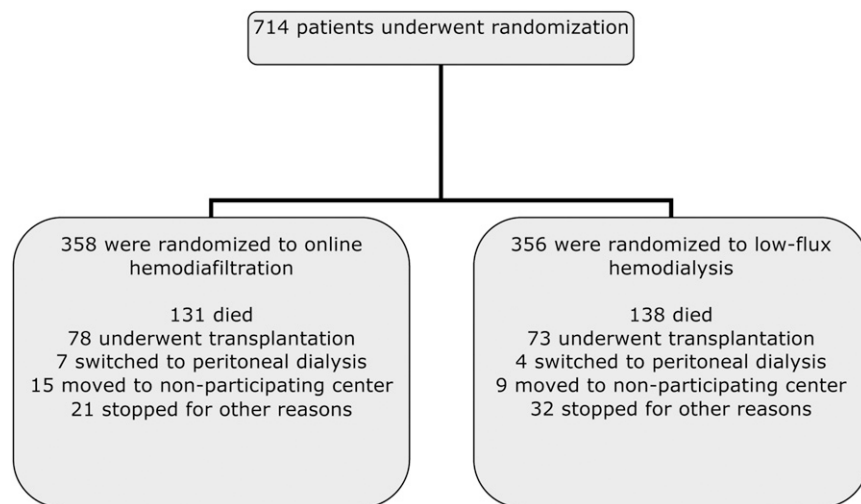 714 patients underwent randomization
358 were randomized to online
hemodiafiltration
131 died
78 underwent transplantation
7 switched to peritoneal dialysis
15 moved to non-participating center
21 stopped for other reasons
356 were randomized to low-flux
hemodialysis
138 died
73 underwent transplantation
4 switched to peritoneal dialysis
9 moved to non-participating center
32 stopped for other reasons